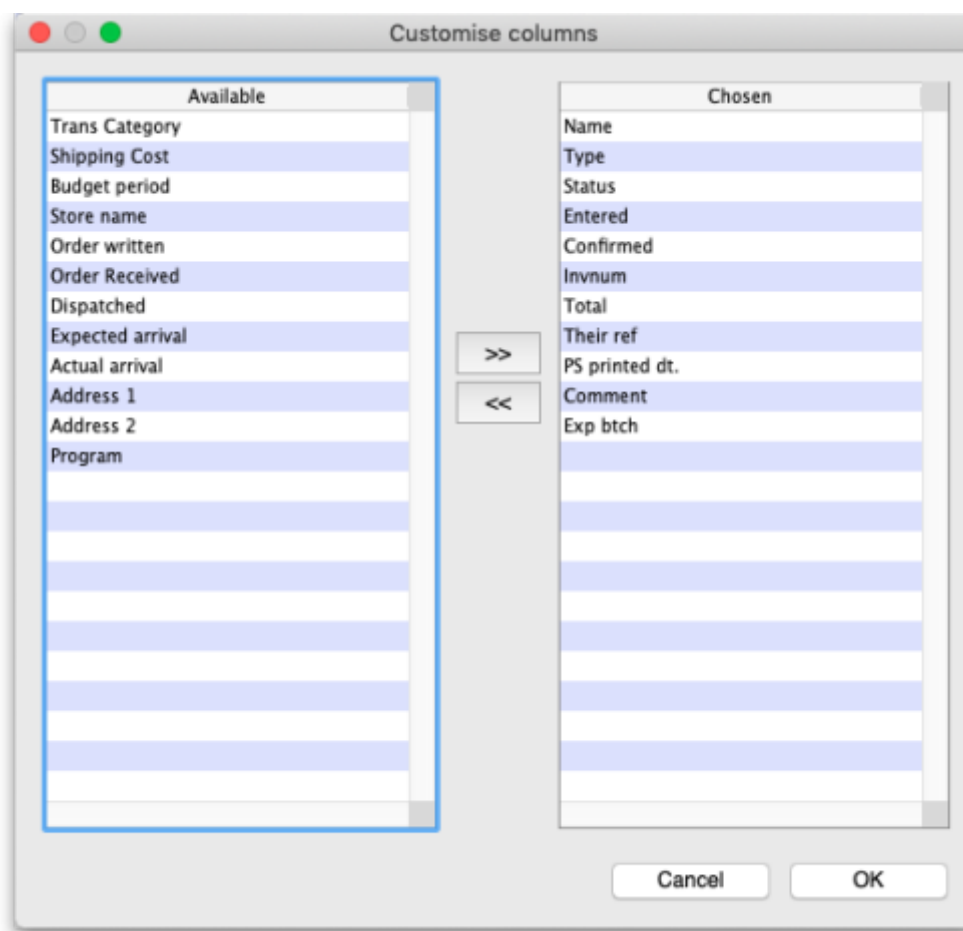 Customise columns
Available
Trans Category
Shipping Cost
Budget period
Store name
Order written
Order Received
Dispatched
Expected arrival
Actual arrival
Address 1
Address 2
Program
>>
<<
Chosen
Name
Type
Status
Entered
Confirmed
Invnum
Total
Their ref
PS printed dt.
Comment
Exp btch
Cancel
OK